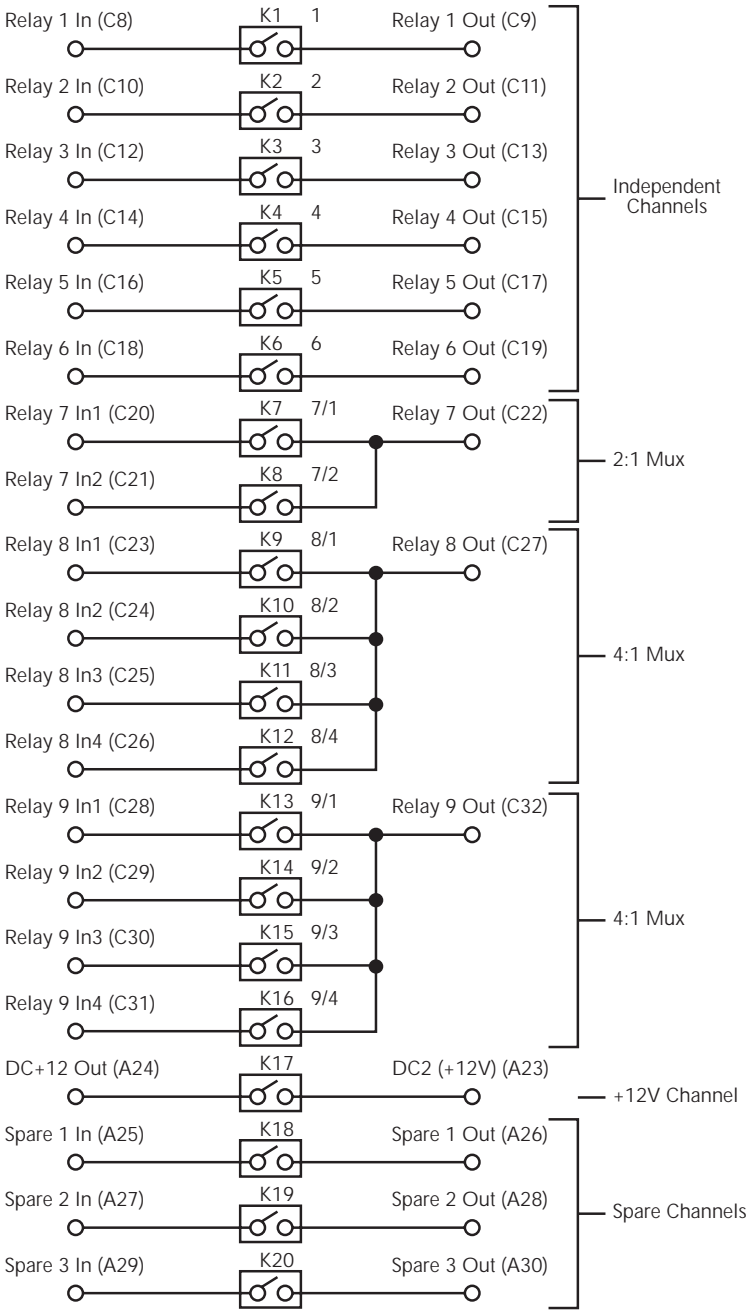 Relay 1 In (C8) K1 1 Relay 1 Out (C9)
Relay 2 In (C10) K2 2 Relay 2 Out (C11)
Relay 3 In (C12) K3 3 Relay 3 Out (C13)
Independent
Channels
Relay 4 In (C14) K4 4 Relay 4 Out (C15)
Relay 5 In (C16) K5 5 Relay 5 Out (C17)
Relay 6 In (C18) K6 6 Relay 6 Out (C19)
Relay 7 In1 (C20) K7 7/1 Relay 7 Out (C22)
2:1 Mux
Relay 7 In2 (C21) K8 7/2
Relay 8 In1 (C23) K9 8/1 Relay 8 Out (C27)
Relay 8 In2 (C24) K10 8/2
4:1 Mux
Relay 8 In3 (C25) K11 8/3
Relay 8 In4 (C26) K12 8/4
Relay 9 In1 (C28) K13 9/1 Relay 9 Out (C32)
Relay 9 In2 (C29) K14 9/2
4:1 Mux
Relay 9 In3 (C30) K15 9/3
Relay 9 In4 (C31) K16 9/4
DC+12 Out (A24) K17 DC2 (+12V) (A23)
+12V Channel
Spare 1 In (A25) K18 Spare 1 Out (A26)
Spare 2 In (A27) K19 Spare 2 Out (A28)
Spare Channels
Spare 3 In (A29) K20 Spare 3 Out (A30)